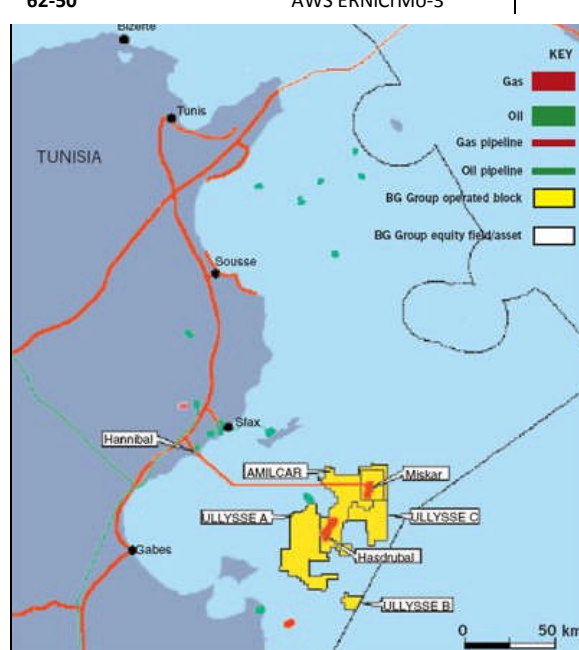 62-50 AWS ERNiCrMo-3
Bizerte
KEY
Gas
Tunis
Oil
Gas pipeline
TUNISIA
Oil pipeline
BG Group operated block
BG Group equity field/asset
Sousse
Sfax
Hannibal
AMILCAR
Miskar
ULLYSSE A
ULLYSSE C
Gabes
Hasdrubal
ULLYSSE B
0 50 km